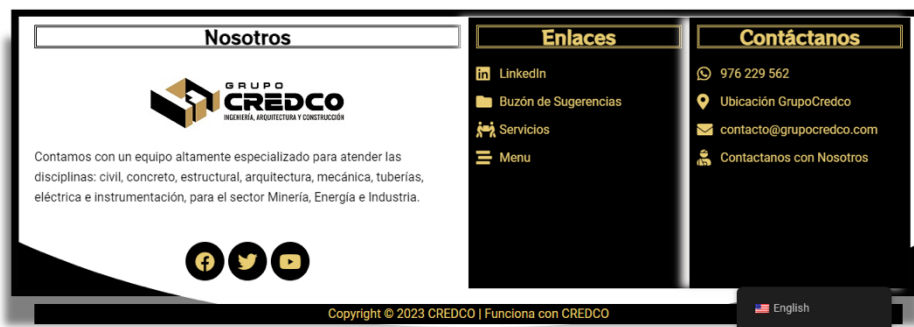 Nosotros
GRUPO
CREDCO
INGENIERÍA, ARQUITECTURA Y CONSTRUCCIÓN
Contamos con un equipo altamente especializado para atender las
disciplinas: civil, concreto, estructural, arquitectura, mecánica, tuberías,
eléctrica e instrumentación, para el sector Minería, Energía e Industria.
Enlaces
LinkedIn
Buzón de Sugerencias
Servicios
Menu
Contáctanos
976 229 562
Ubicación GrupoCredco
contacto@grupocredco.com
Contactanos con Nosotros
Copyright © 2023 CREDCO | Funciona con CREDCO
English